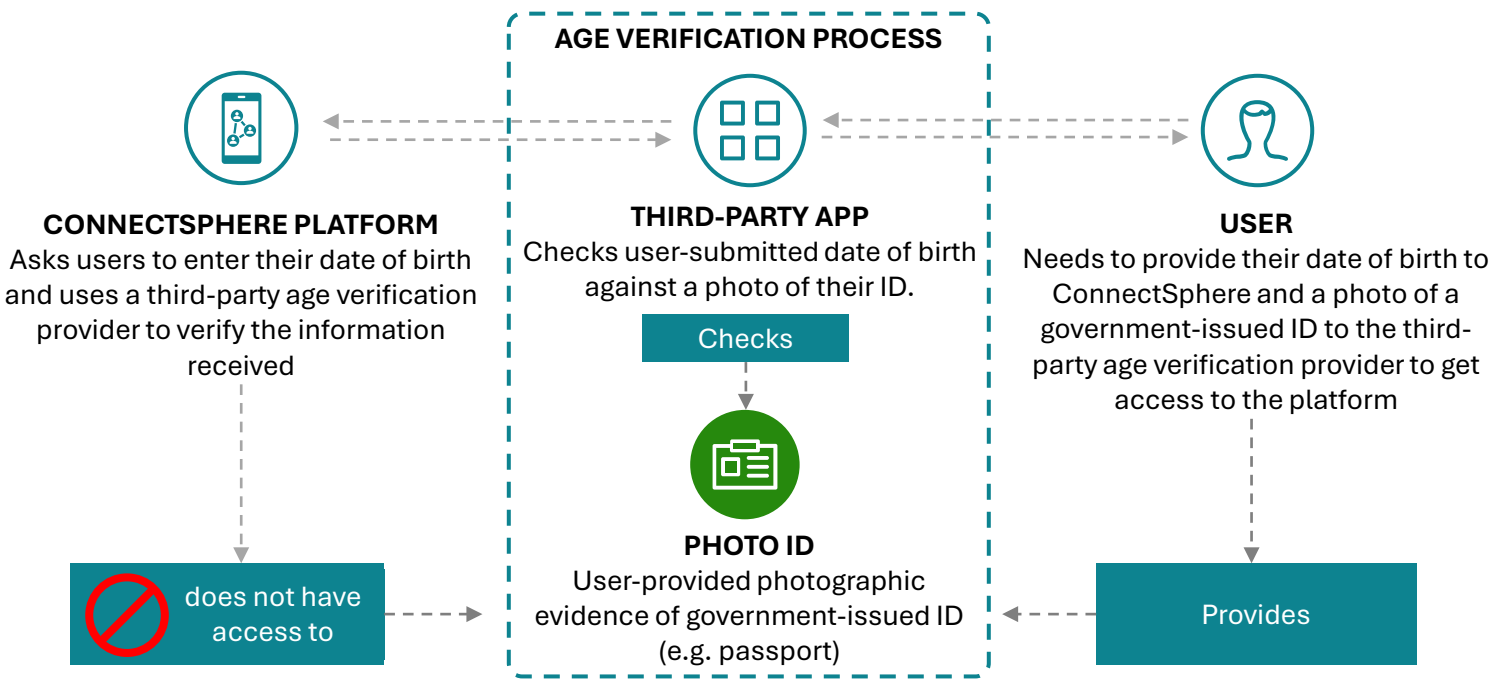 AGE VERIFICATION PROCESS
CONNECTSPHERE PLATFORM
Asks users to enter their date of birth
and uses a third-party age verification
provider to verify the information
received
does not have
access to
THIRD-PARTY APP
Checks user-submitted date of birth
against a photo of their ID.
Checks
PHOTO ID
User-provided photographic
evidence of government-issued ID
(e.g. passport)
USER
Needs to provide their date of birth to
ConnectSphere and a photo of a
government-issued ID to the third-
party age verification provider to get
access to the platform
Provides